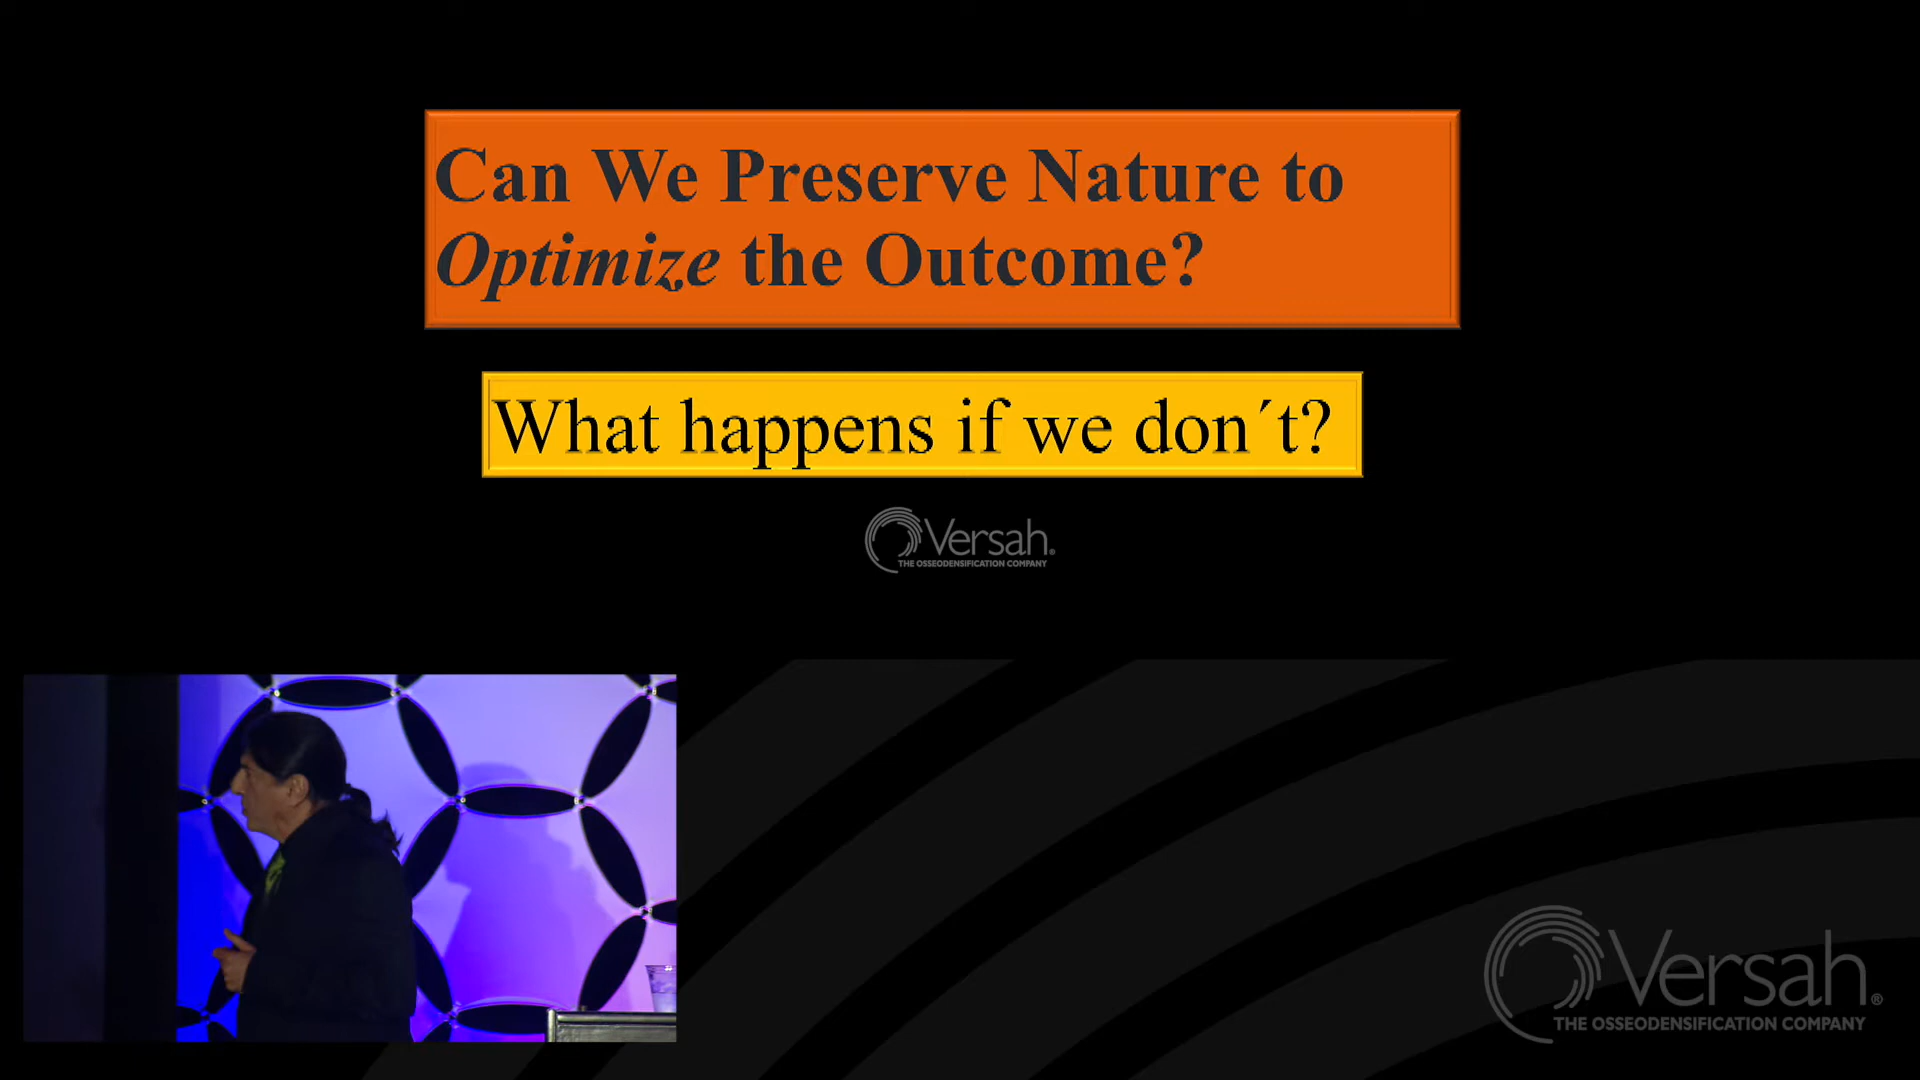 Can We Preserve Nature to
Optimize the Outcome?
What happens if we don´t?
Versah®
THE OSSEODENSIFICATION COMPANY
Versah®
THE OSSEODENSIFICATION COMPANY